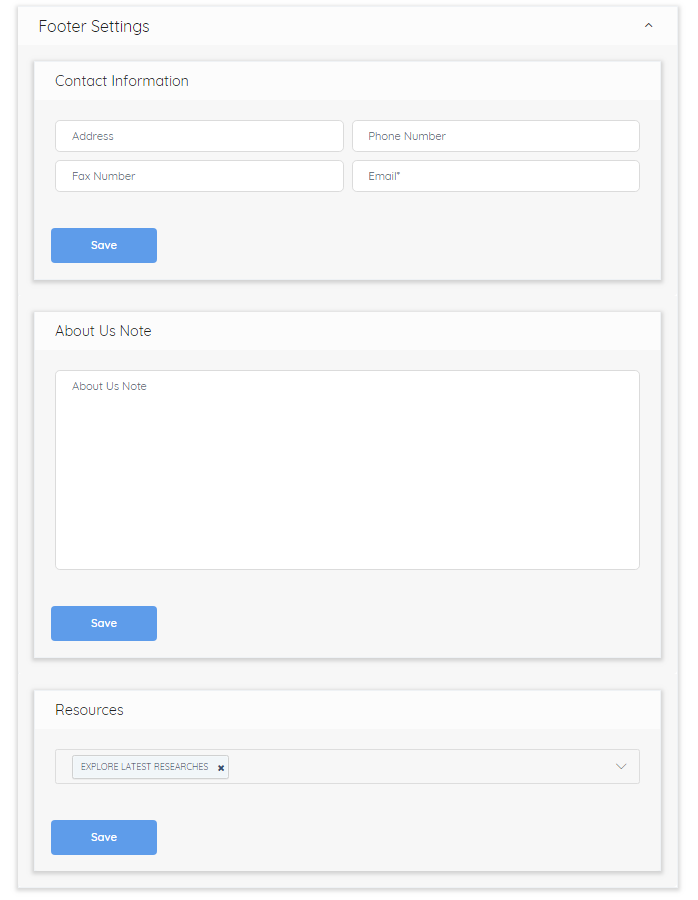 Footer Settings
Contact Information
Address
Phone Number
Fax Number
Email*
Save
About Us Note
About Us Note
Save
Resources
EXPLORE LATEST RESEARCHES
Save